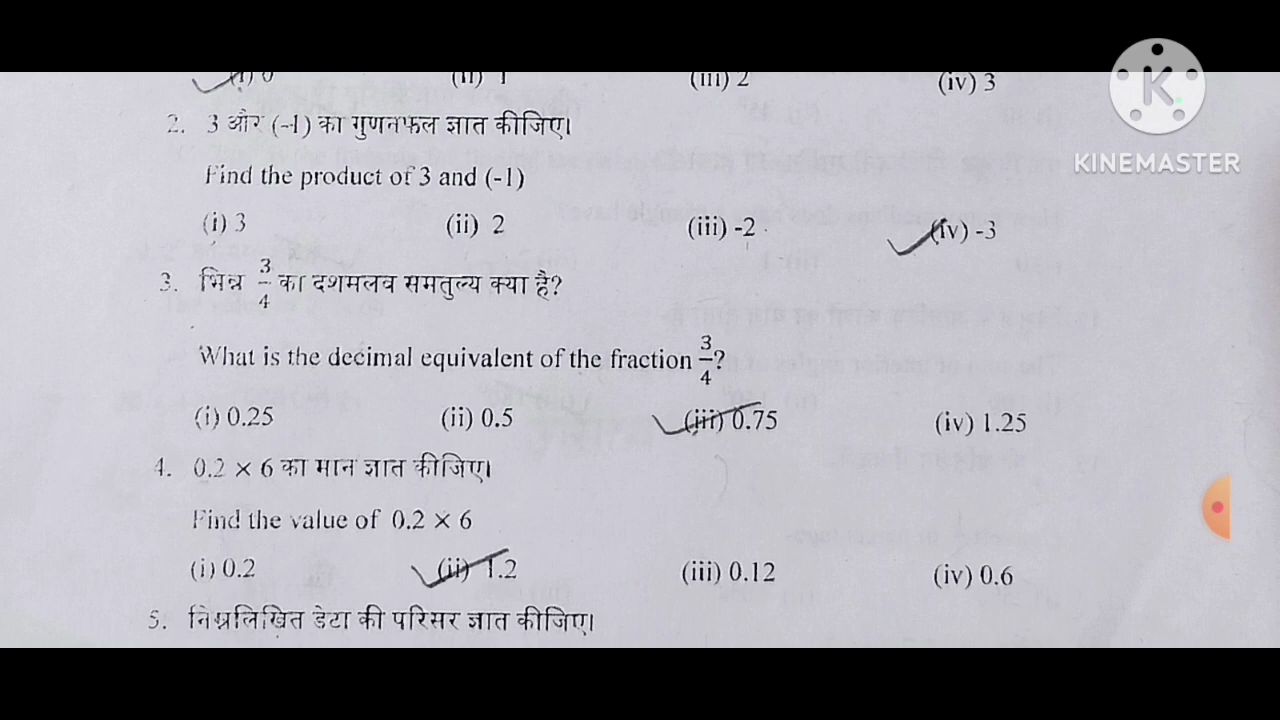 (i) 0 (ii) 1 (iii) 2 (iv) 3
KINEMASTER
2. 3 और (-1) का गुणनफल ज्ञात कीजिए।
Find the product of 3 and (-1)
(i) 3 (ii) 2 (iii) -2 (iv) -3
3. भिन्न 3/4 का दशमलव समतुल्य क्या है?
What is the decimal equivalent of the fraction 3/4?
(i) 0.25 (ii) 0.5 (iii) 0.75 (iv) 1.25
4. 0.2 × 6 का मान ज्ञात कीजिए।
Find the value of 0.2 × 6
(i) 0.2 (ii) 1.2 (iii) 0.12 (iv) 0.6
5. निम्नलिखित डेटा की परिसर ज्ञात कीजिए।